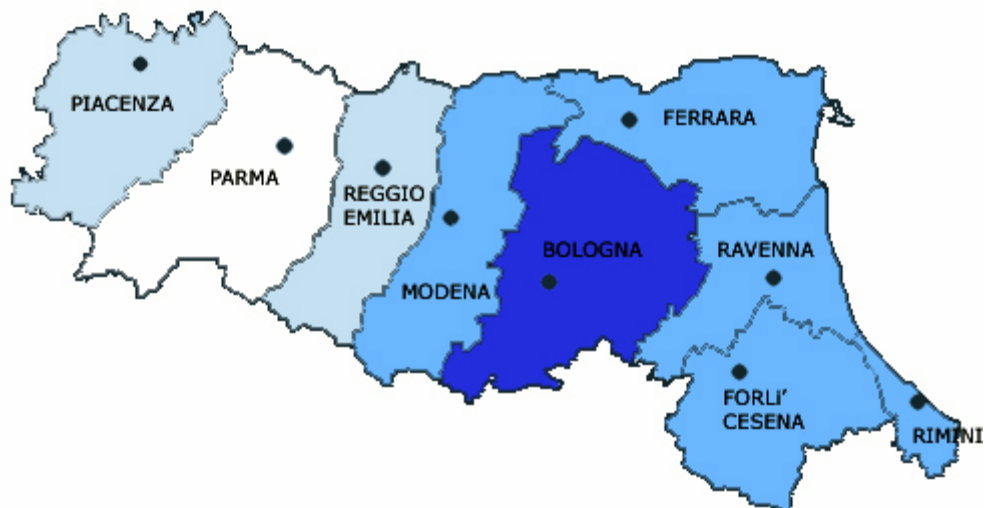 PIACENZA
PARMA
REGGIO
EMILIA
MODENA
BOLOGNA
FERRARA
RAVENNA
FORLi'
CESENA
RIMINI